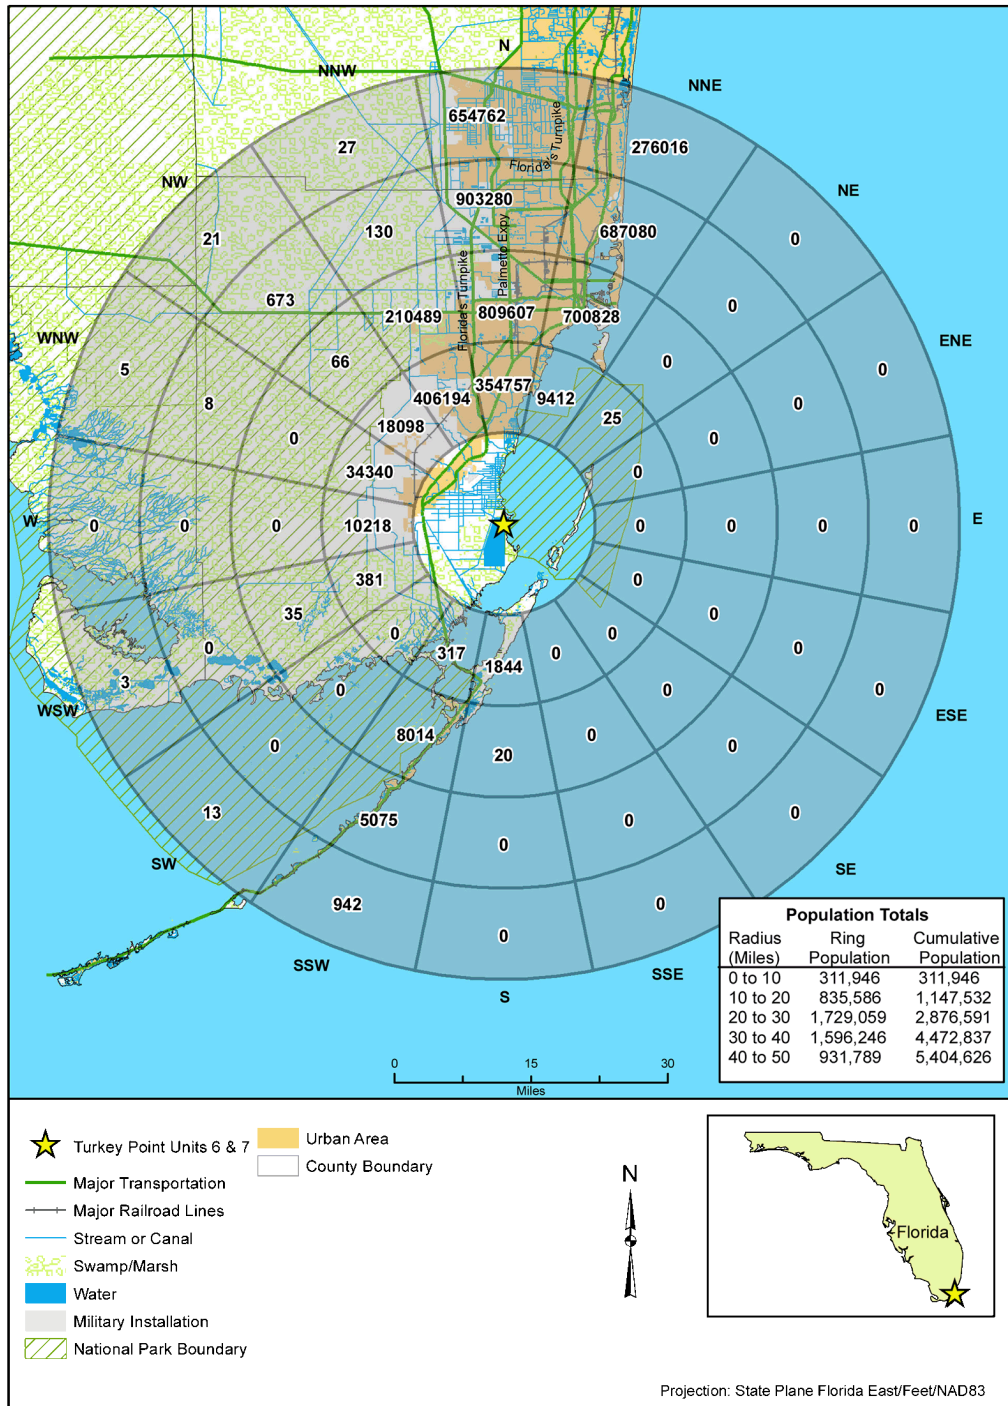 N
NNW
NNE
654762
27
276016
Florida's Turnpike
NW
NE
903280
21
130
687080
0
Palmetto Expy
Florida's Turnpike
673
0
210489
809607
700828
WNW
ENE
66
0
5
0
354757
8
406194
9412
0
25
18098
0
0
34340
0
W
0
0
0
10218
0
0
0
0
E
381
0
35
0
0
0
0
0
317
1844
0
0
3
0
0
WSW
ESE
8014
0
0
0
20
13
5075
0
0
0
SW
SE
942
0
0
SSW
SSE
S
Population Totals
Radius (Miles) Ring Population Cumulative Population
0 to 10 311,946 311,946
10 to 20 835,586 1,147,532
20 to 30 1,729,059 2,876,591
30 to 40 1,596,246 4,472,837
40 to 50 931,789 5,404,626
0 15 30
Miles
Turkey Point Units 6 & 7
Major Transportation
Major Railroad Lines
Stream or Canal
Swamp/Marsh
Water
Military Installation
National Park Boundary
Urban Area
County Boundary
N
Florida
Projection: State Plane Florida East/Feet/NAD83